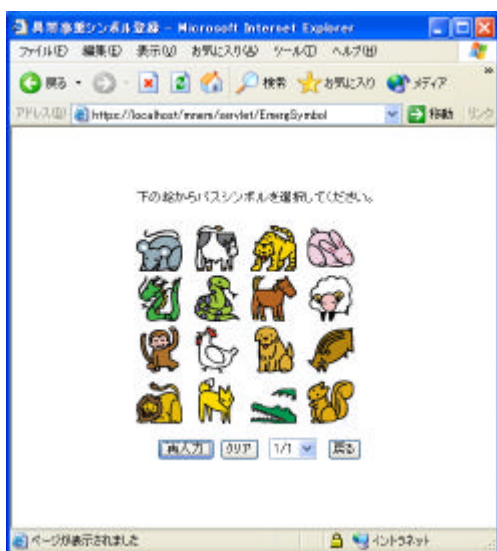 異常事態シンボル登録 - Microsoft Internet Explorer
ファイル(F) 編集(E) 表示(V) お気に入り(A) ツール(T) ヘルプ(H)
戻る 検索 お気に入り メディア »
アドレス(D) https://localhost/mnems/servlet/EmergSymbol 移動 リンク
下の絵からパスシンボルを選択してください。
再入力 クリア 1/1 戻る
ページが表示されました イントラネット